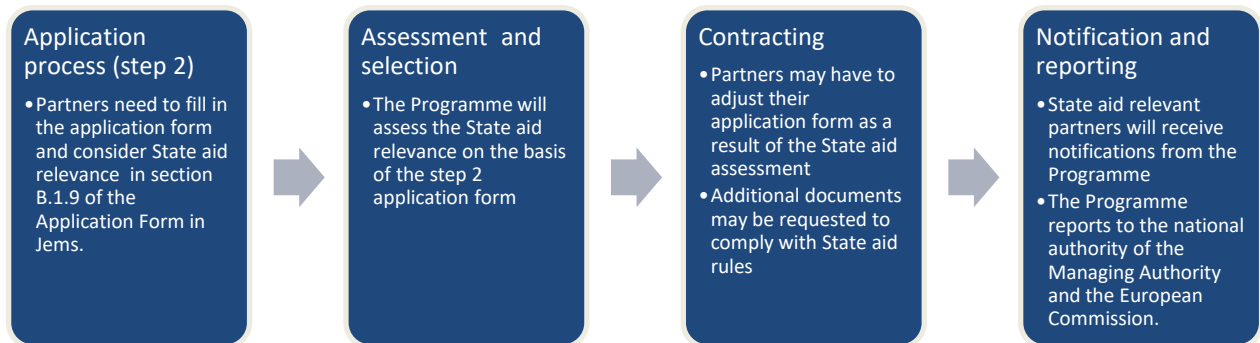 Application
process (step 2)
•Partners need to fill in
the application form
and consider State aid
relevance in section
B.1.9 of the
Application Form in
Jems.
Assessment and
selection
•The Programme will
assess the State aid
relevance on the basis
of the step 2
application form
Contracting
•Partners may have to
adjust their
application form as a
result of the State aid
assessment
•Additional documents
may be requested to
comply with State aid
rules
Notification and
reporting
•State aid relevant
partners will receive
notifications from the
Programme
•The Programme
reports to the national
authority of the
Managing Authority
and the European
Commission.